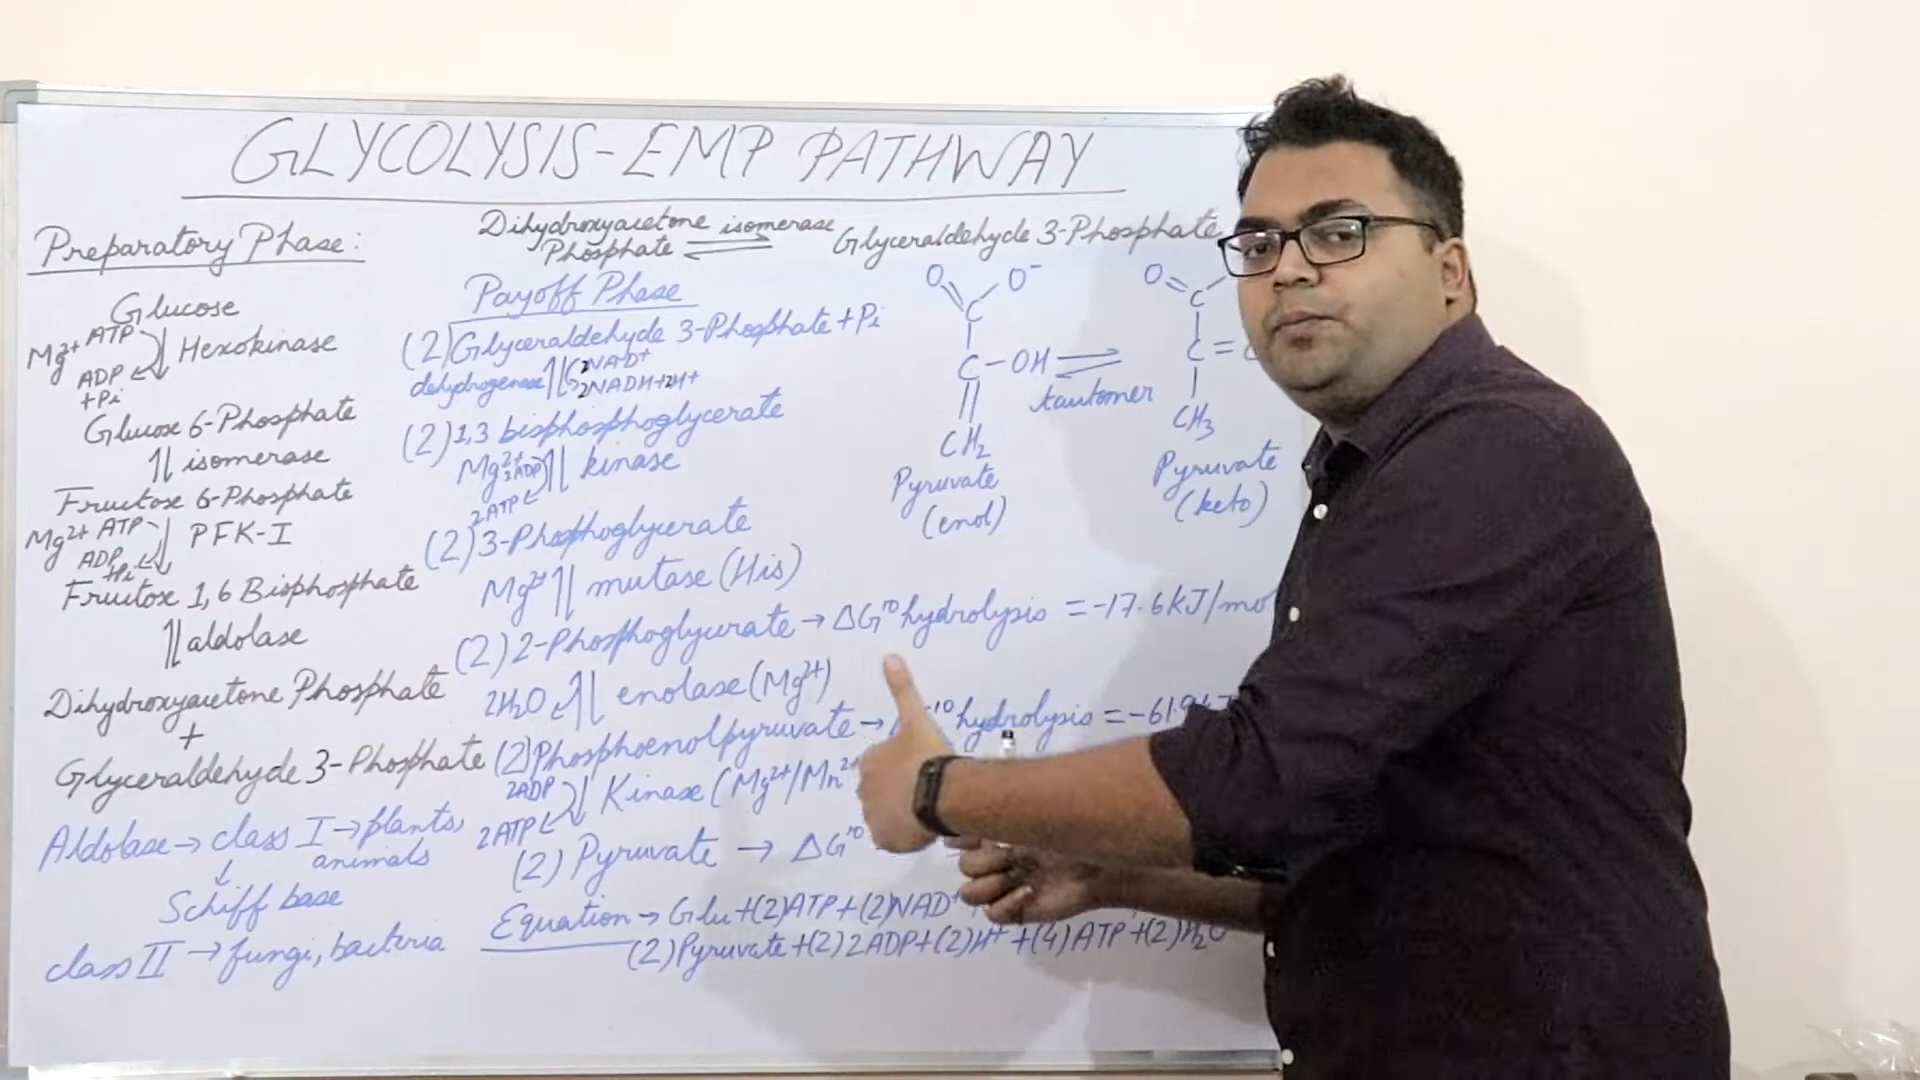 GLYCOLYSIS-EMP PATHWAY
Preparatory Phase:
Glucose
Mg2+ ATP
Hexokinase
ADP
+Pi
Glucose 6-Phosphate
isomerase
Fructose 6-Phosphate
Mg2+ ATP
PFK-I
ADP
+Pi
Fructose 1,6 Bisphosphate
aldolase
Dihydroxyacetone Phosphate
+
Glyceraldehyde 3-Phosphate
Aldolase → class I → plants,
animals
↓
Schiff base
class II → fungi, bacteria
Dihydroxyacetone isomerase
Phosphate ⇌ Glyceraldehyde 3-Phosphate
Payoff Phase
(2) Glyceraldehyde 3-Phosphate + Pi
dehydrogenase
2NAD+
2NADH+2H+
(2) 1,3 bisphosphoglycerate
Mg2+
2ADP
kinase
2ATP
(2) 3-Phosphoglycerate
Mg2+ mutase (His)
(2) 2-Phosphoglycerate → ΔG'° hydrolysis = -17.6KJ/mol
2H2O enolase (Mg2+)
(2) Phosphoenolpyruvate → hydrolysis = -61.9
2ADP
Kinase (Mg2+/Mn2+
2ATP
(2) Pyruvate → ΔG'°
Equation → Glu+(2)ATP+(2)NAD+
(2)Pyruvate+(2)2ADP+(2)H+ +(4)ATP+(2)H2O
O O-
C
C-OH
CH2
Pyruvate
(enol)
tautomer
O
C
C=
CH3
Pyruvate
(keto)